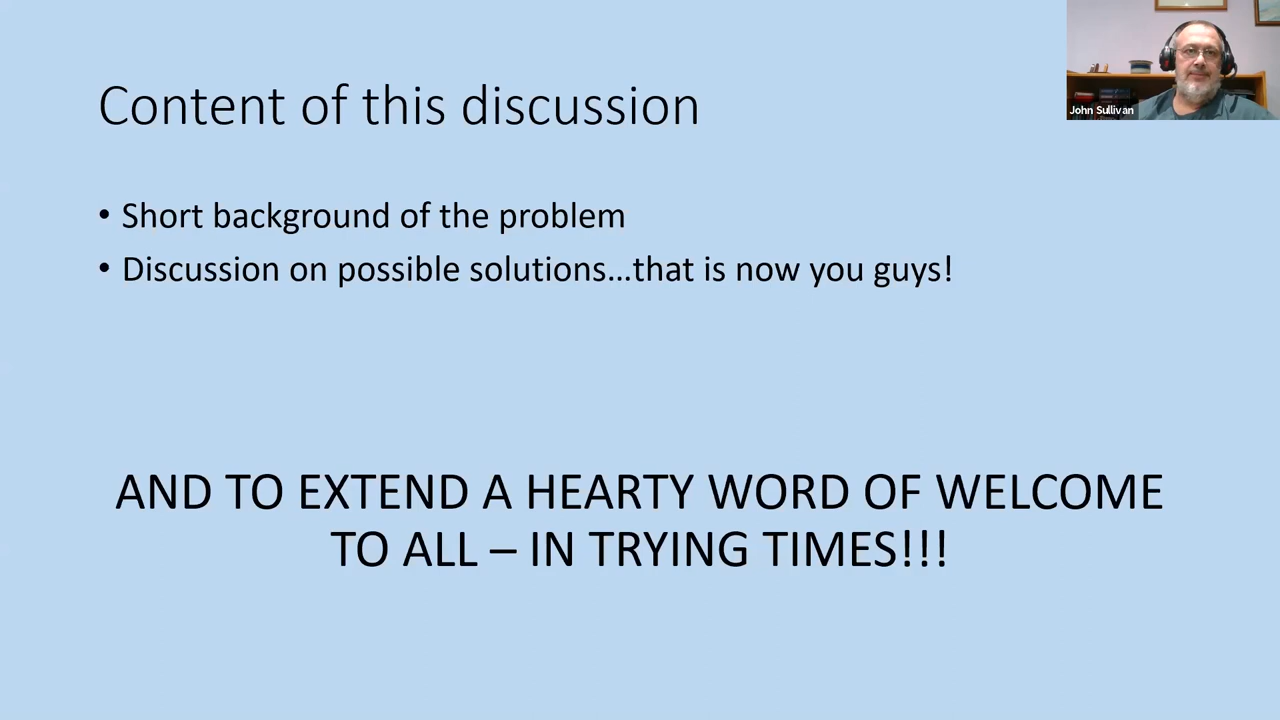 Content of this discussion
John Sullivan
• Short background of the problem
• Discussion on possible solutions…that is now you guys!
AND TO EXTEND A HEARTY WORD OF WELCOME
TO ALL – IN TRYING TIMES!!!